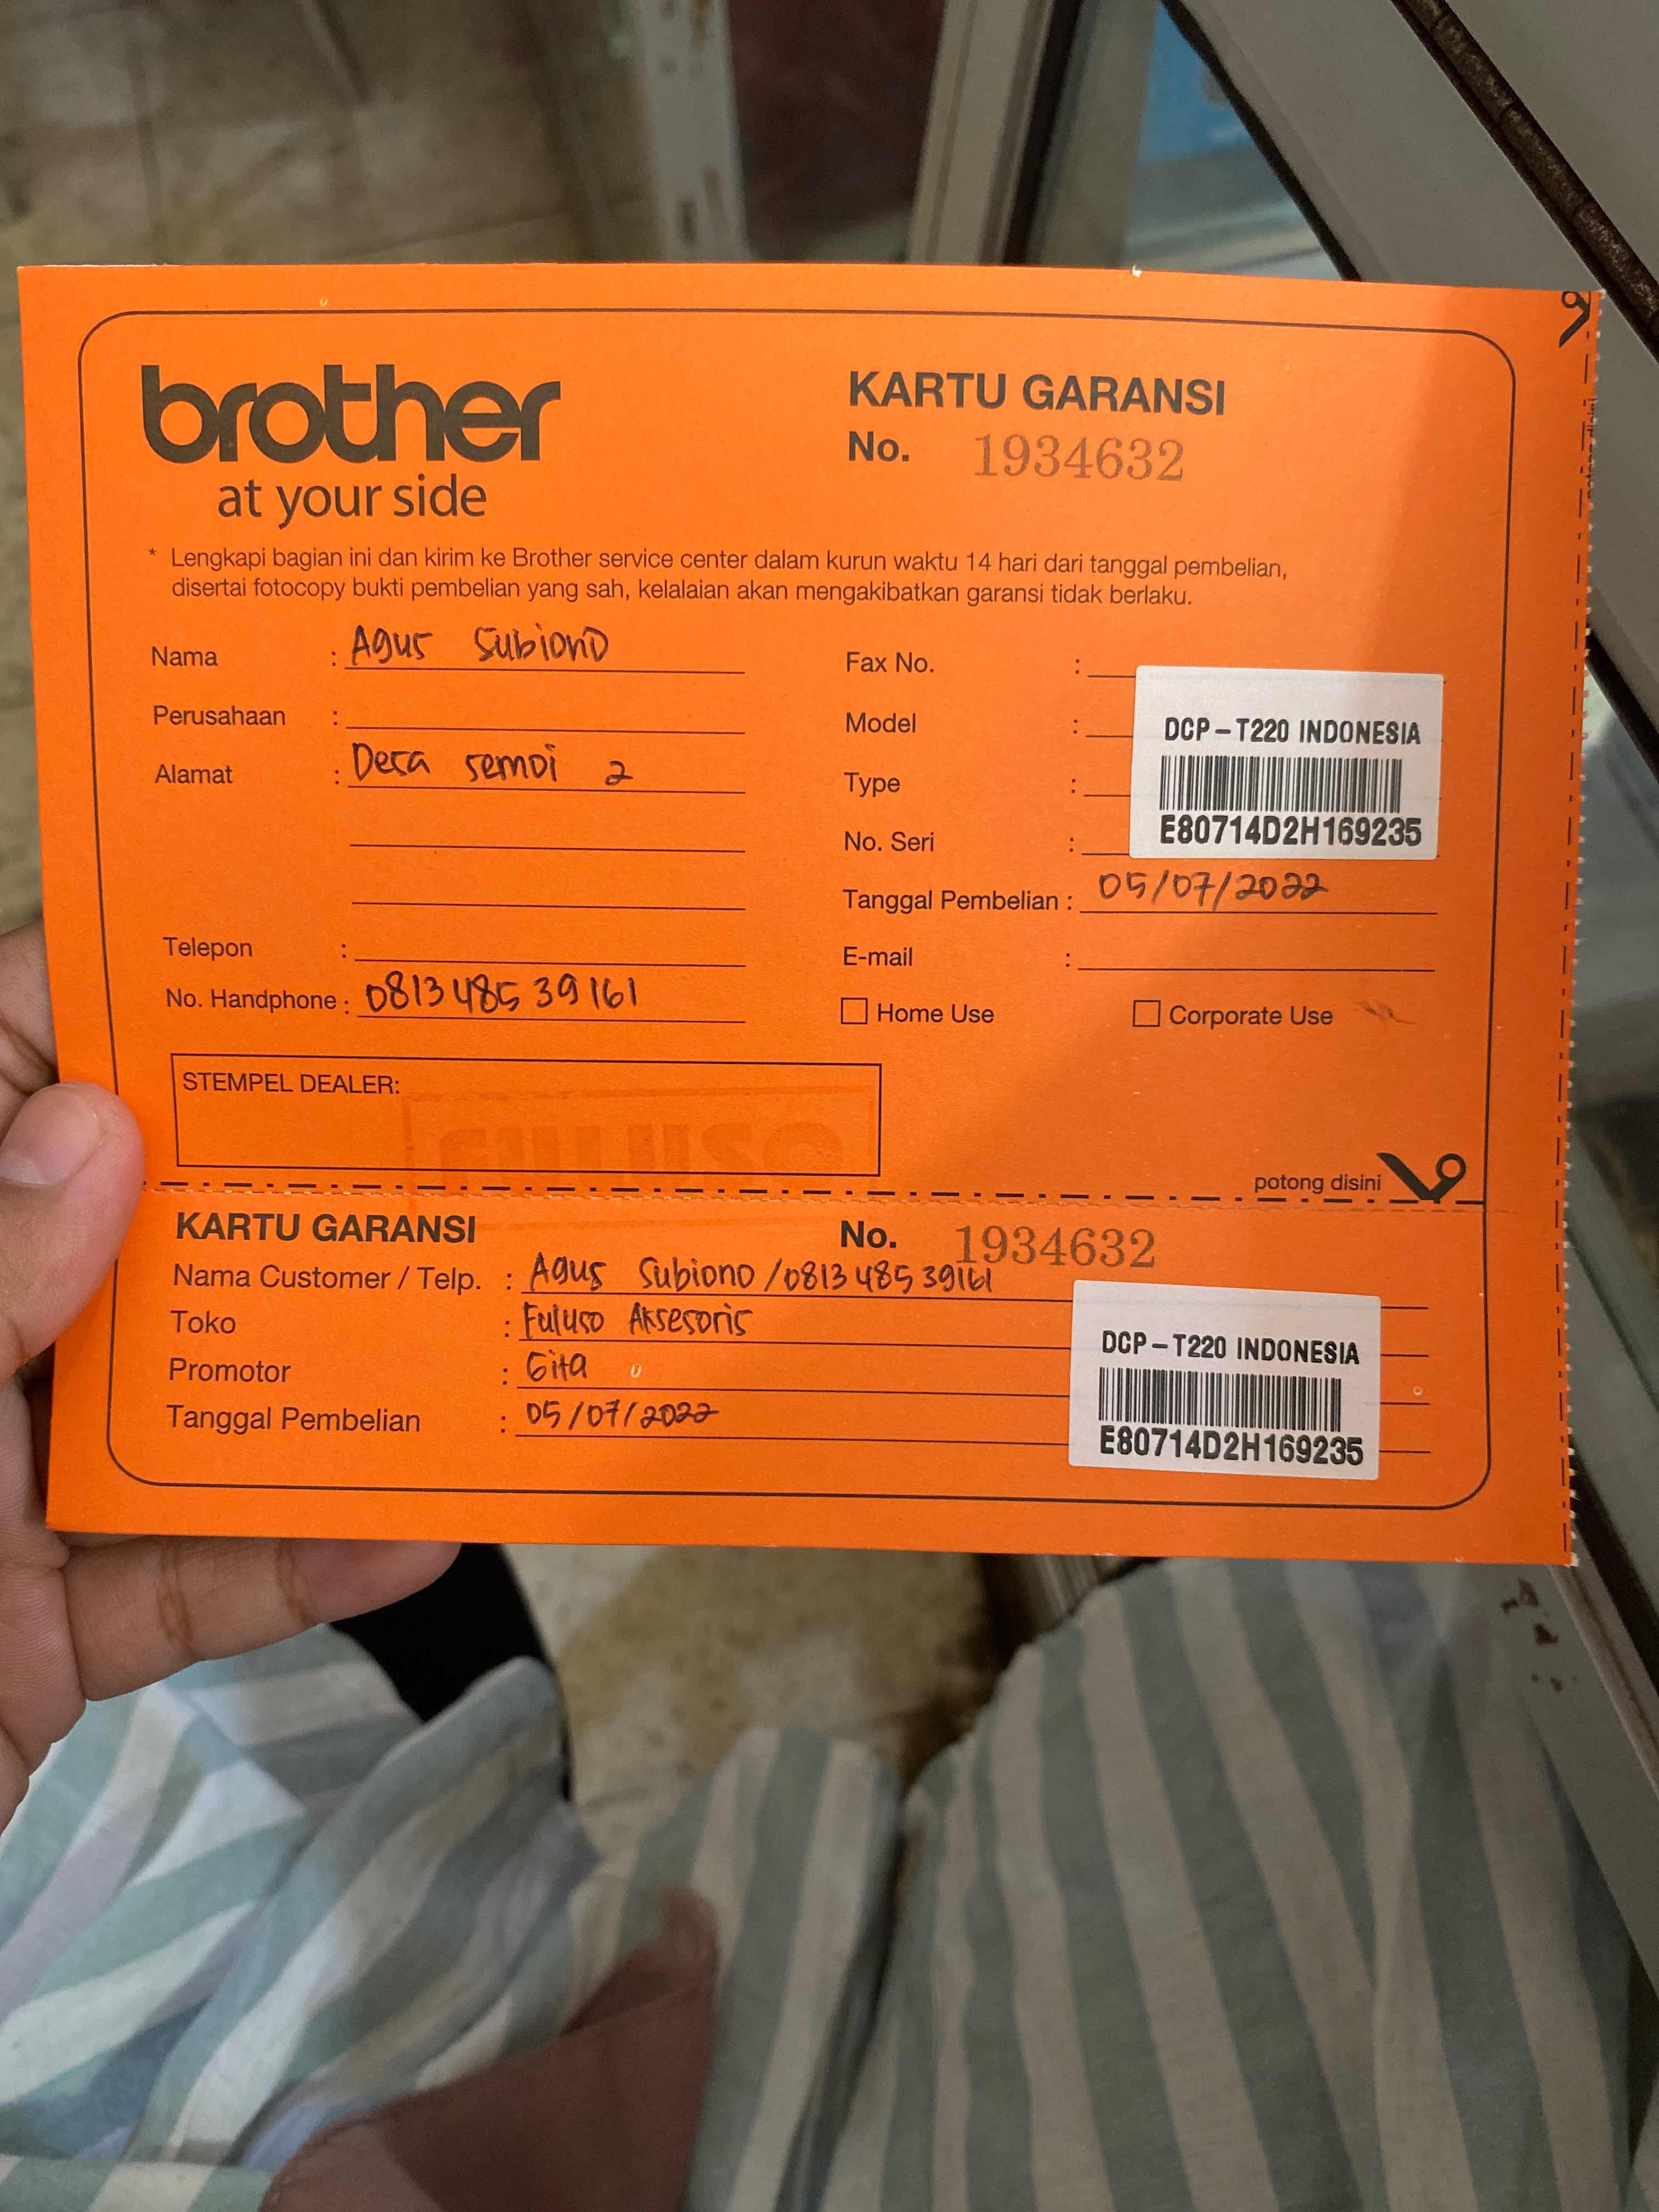 brother
at your side
KARTU GARANSI
No. 1934632
* Lengkapi bagian ini dan kirim ke Brother service center dalam kurun waktu 14 hari dari tanggal pembelian,
disertai fotocopy bukti pembelian yang sah, kelalaian akan mengakibatkan garansi tidak berlaku.
Nama : Agus Subiono
Perusahaan :
Alamat : Desa semoi 2
Telepon :
No. Handphone : 0813 485 39 161
Fax No. :
Model :
Type :
No. Seri :
DCP-T220 INDONESIA
E80714D2H169235
Tanggal Pembelian : 05/07/2022
E-mail :
Home Use Corporate Use
STEMPEL DEALER:
potong disini
KARTU GARANSI No. 1934632
Nama Customer / Telp. : Agus Subiono /0813 485 39161
Toko : Fuluso Aksesoris
Promotor : Gita
Tanggal Pembelian : 05/07/2022
DCP-T220 INDONESIA
E80714D2H169235